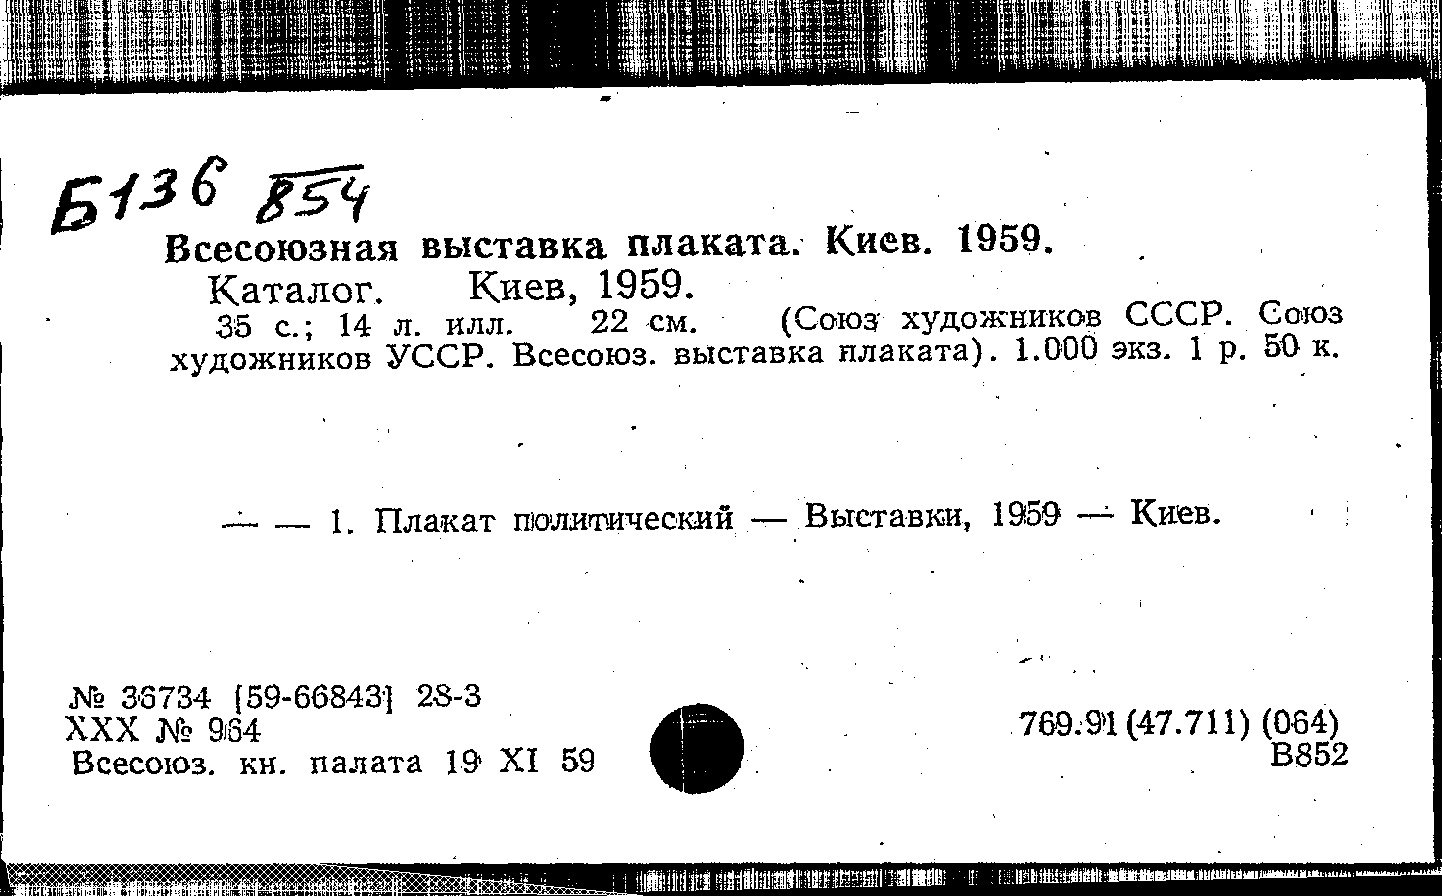 Б136 854
Всесоюзная выставка плаката. Киев. 1959.
Каталог. Киев, 1959.
35 с.; 14 л. илл. 22 см. (Союз художников СССР. Союз
художников УССР. Всесоюз. выставка плаката). 1.000 экз. 1 р. 50 к.
— — 1. Плакат политический — Выставки, 1959 — Киев.
№ 36734 [59-66843] 28-3
XXX № 964
Всесоюз. кн. палата 19 XI 59
769.91(47.711)(064)
В852